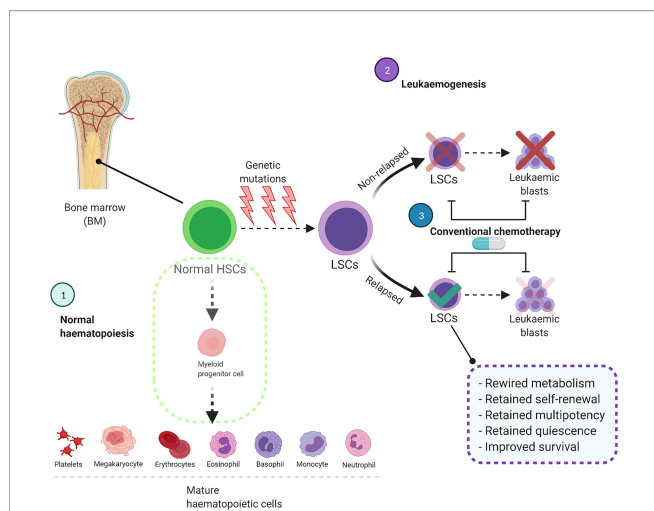 2
Leukaemogenesis
Genetic
mutations
Non-relapsed
LSCs
Leukaemic
blasts
Bone marrow
(BM)
3
Conventional chemotherapy
Normal HSCs
LSCs
Relapsed
1
Normal
haematopoiesis
LSCs
Leukaemic
blasts
Myeloid
progenitor cell
- Rewired metabolism
- Retained self-renewal
- Retained multipotency
- Retained quiescence
- Improved survival
Platelets
Megakaryocyte
Erythrocytes
Eosinophil
Basophil
Monocyte
Neutrophil
Mature
haematopoietic cells